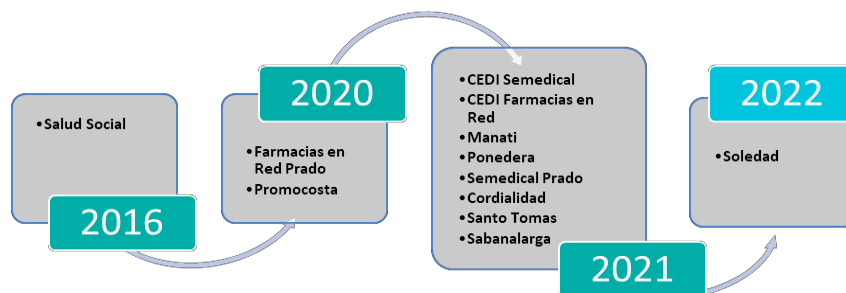 •Salud Social
2016
2020
•Farmacias en
Red Prado
•Promocosta
•CEDI Semedical
•CEDI Farmacias en
Red
•Manati
•Ponedera
•Semedical Prado
•Cordialidad
•Santo Tomas
•Sabanalarga
2021
2022
•Soledad